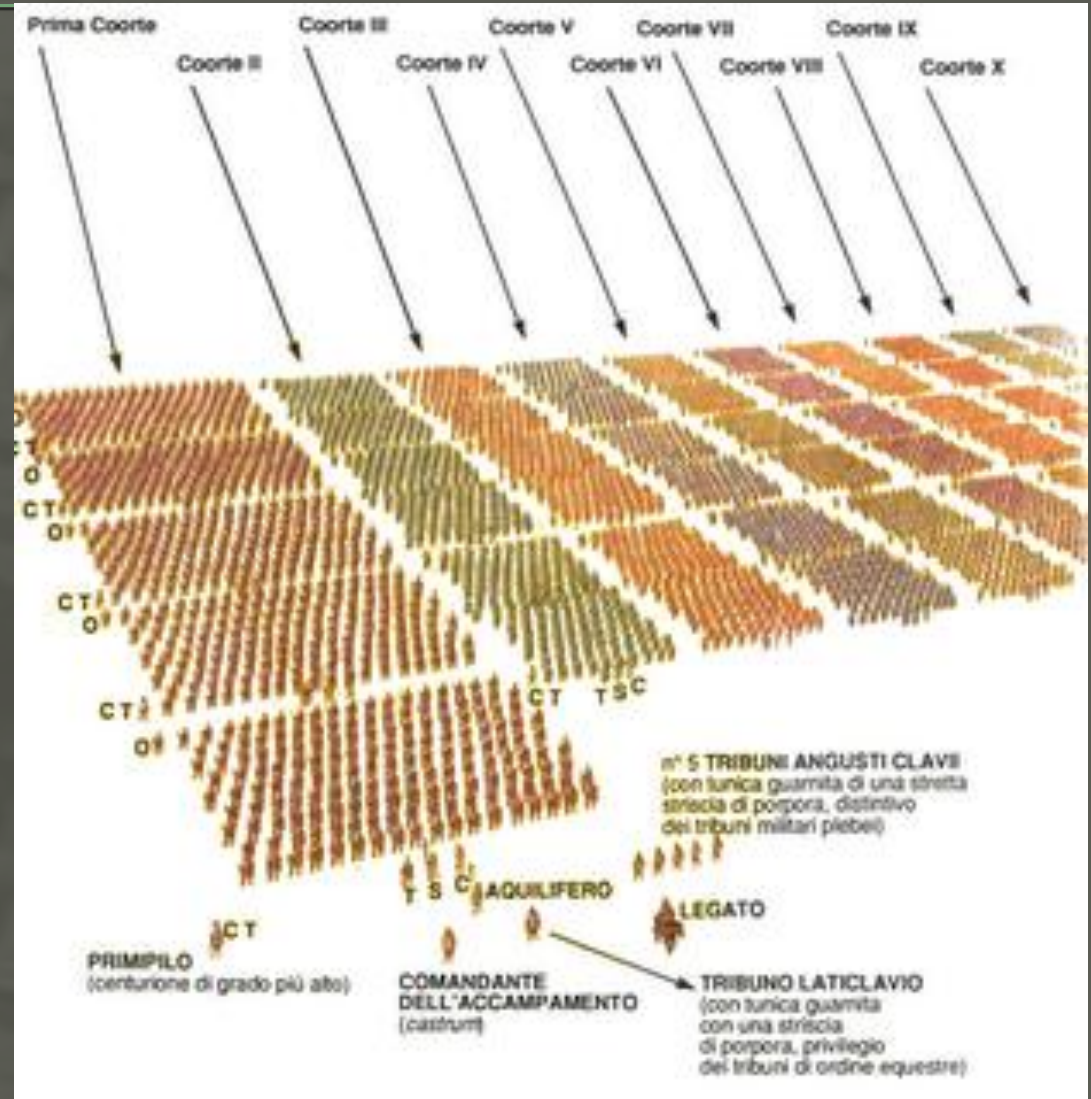 Prima Coorte
Coorte II
Coorte III
Coorte IV
Coorte V
Coorte VI
Coorte VII
Coorte VIII
Coorte IX
Coorte X
T
O
C T
O
C T
O
C T
O
C T
T S C
n° 5 TRIBUNI ANGUSTI CLAVII
(con tunica guarnita di una stretta
striscia di porpora, distintivo
dei tribuni militari plebei)
T S C
AQUILIFERO
LEGATO
C T
PRIMIPILO
(centurione di grado più alto)
COMANDANTE
DELL'ACCAMPAMENTO
(castrum)
TRIBUNO LATICLAVIO
(con tunica guarnita
con una striscia
di porpora, privilegio
dei tribuni di ordine equestre)